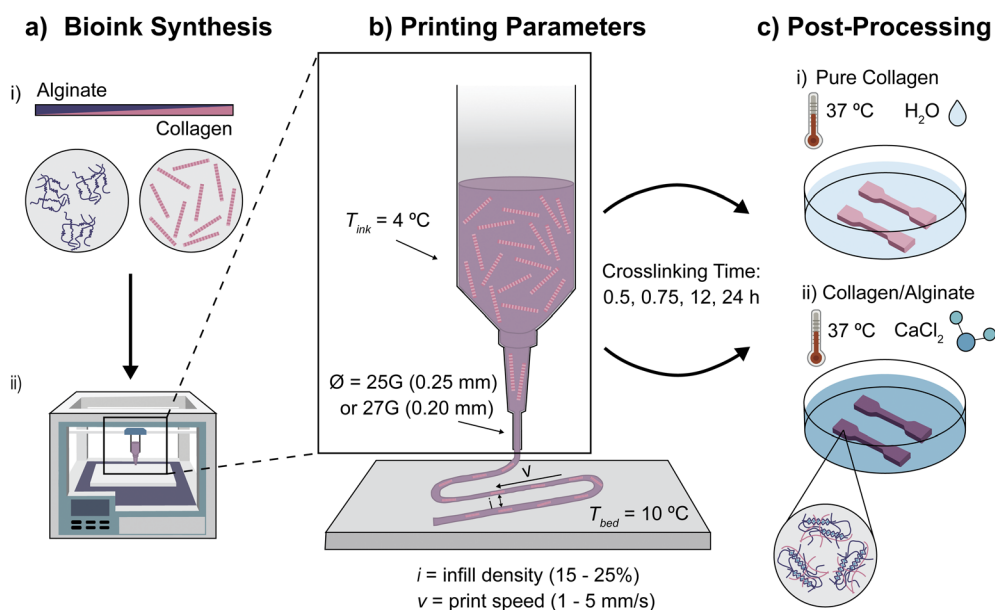 a) Bioink Synthesis
i)
Alginate
Collagen
ii)
b) Printing Parameters
T_ink = 4 ºC
Ø = 25G (0.25 mm)
or 27G (0.20 mm)
v
i
T_bed = 10 ºC
i = infill density (15 - 25%)
v = print speed (1 - 5 mm/s)
Crosslinking Time:
0.5, 0.75, 12, 24 h
c) Post-Processing
i) Pure Collagen
37 ºC H₂O
ii) Collagen/Alginate
37 ºC CaCl₂